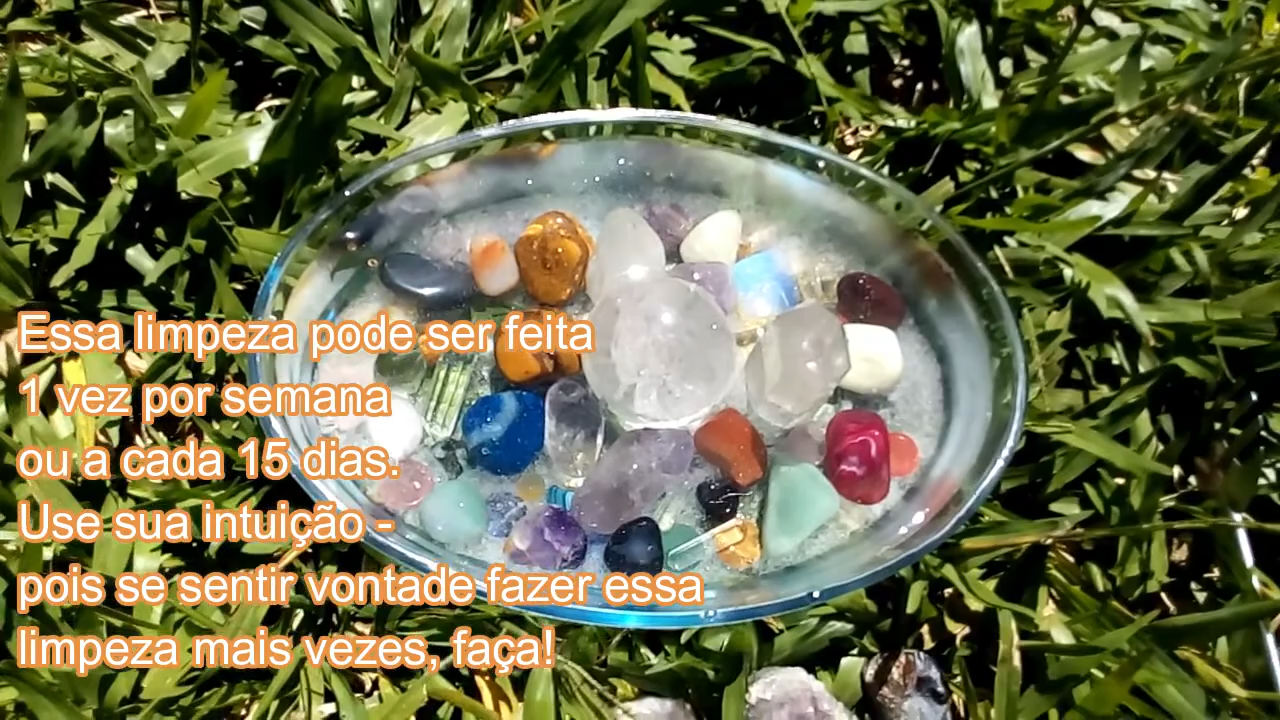 Essa limpeza pode ser feita
1 vez por semana
ou a cada 15 dias.
Use sua intuição -
pois se sentir vontade fazer essa
limpeza mais vezes, faça!